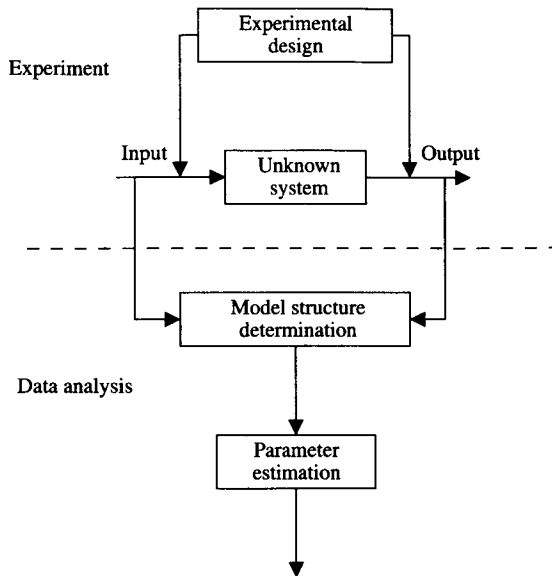 Experimental
design
Experiment
Input
Unknown
system
Output
Model structure
determination
Data analysis
Parameter
estimation